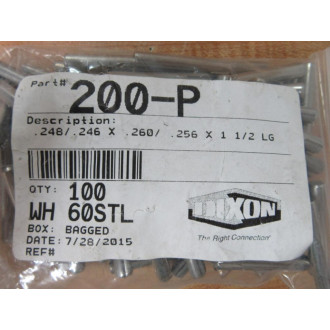 Part# 200-P
Description:
.248/.246 X .260/ .256 X 1 1/2 LG
QTY: 100
WH 60STL
BOX: BAGGED
DATE: 7/28/2015
REF#
DIXON
The Right Connection